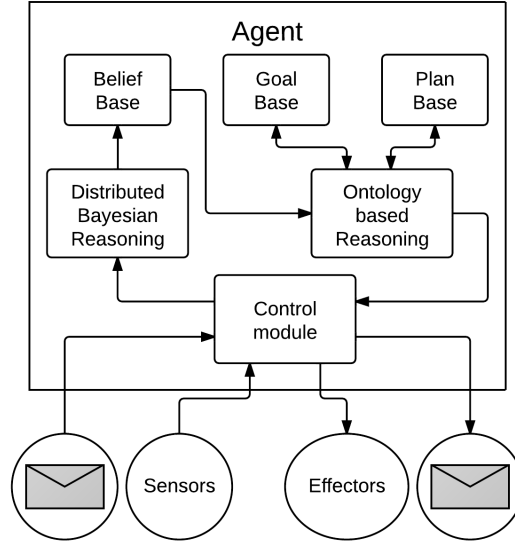 Agent
Belief
Base
Goal
Base
Plan
Base
Distributed
Bayesian
Reasoning
Ontology
based
Reasoning
Control
module
Sensors
Effectors